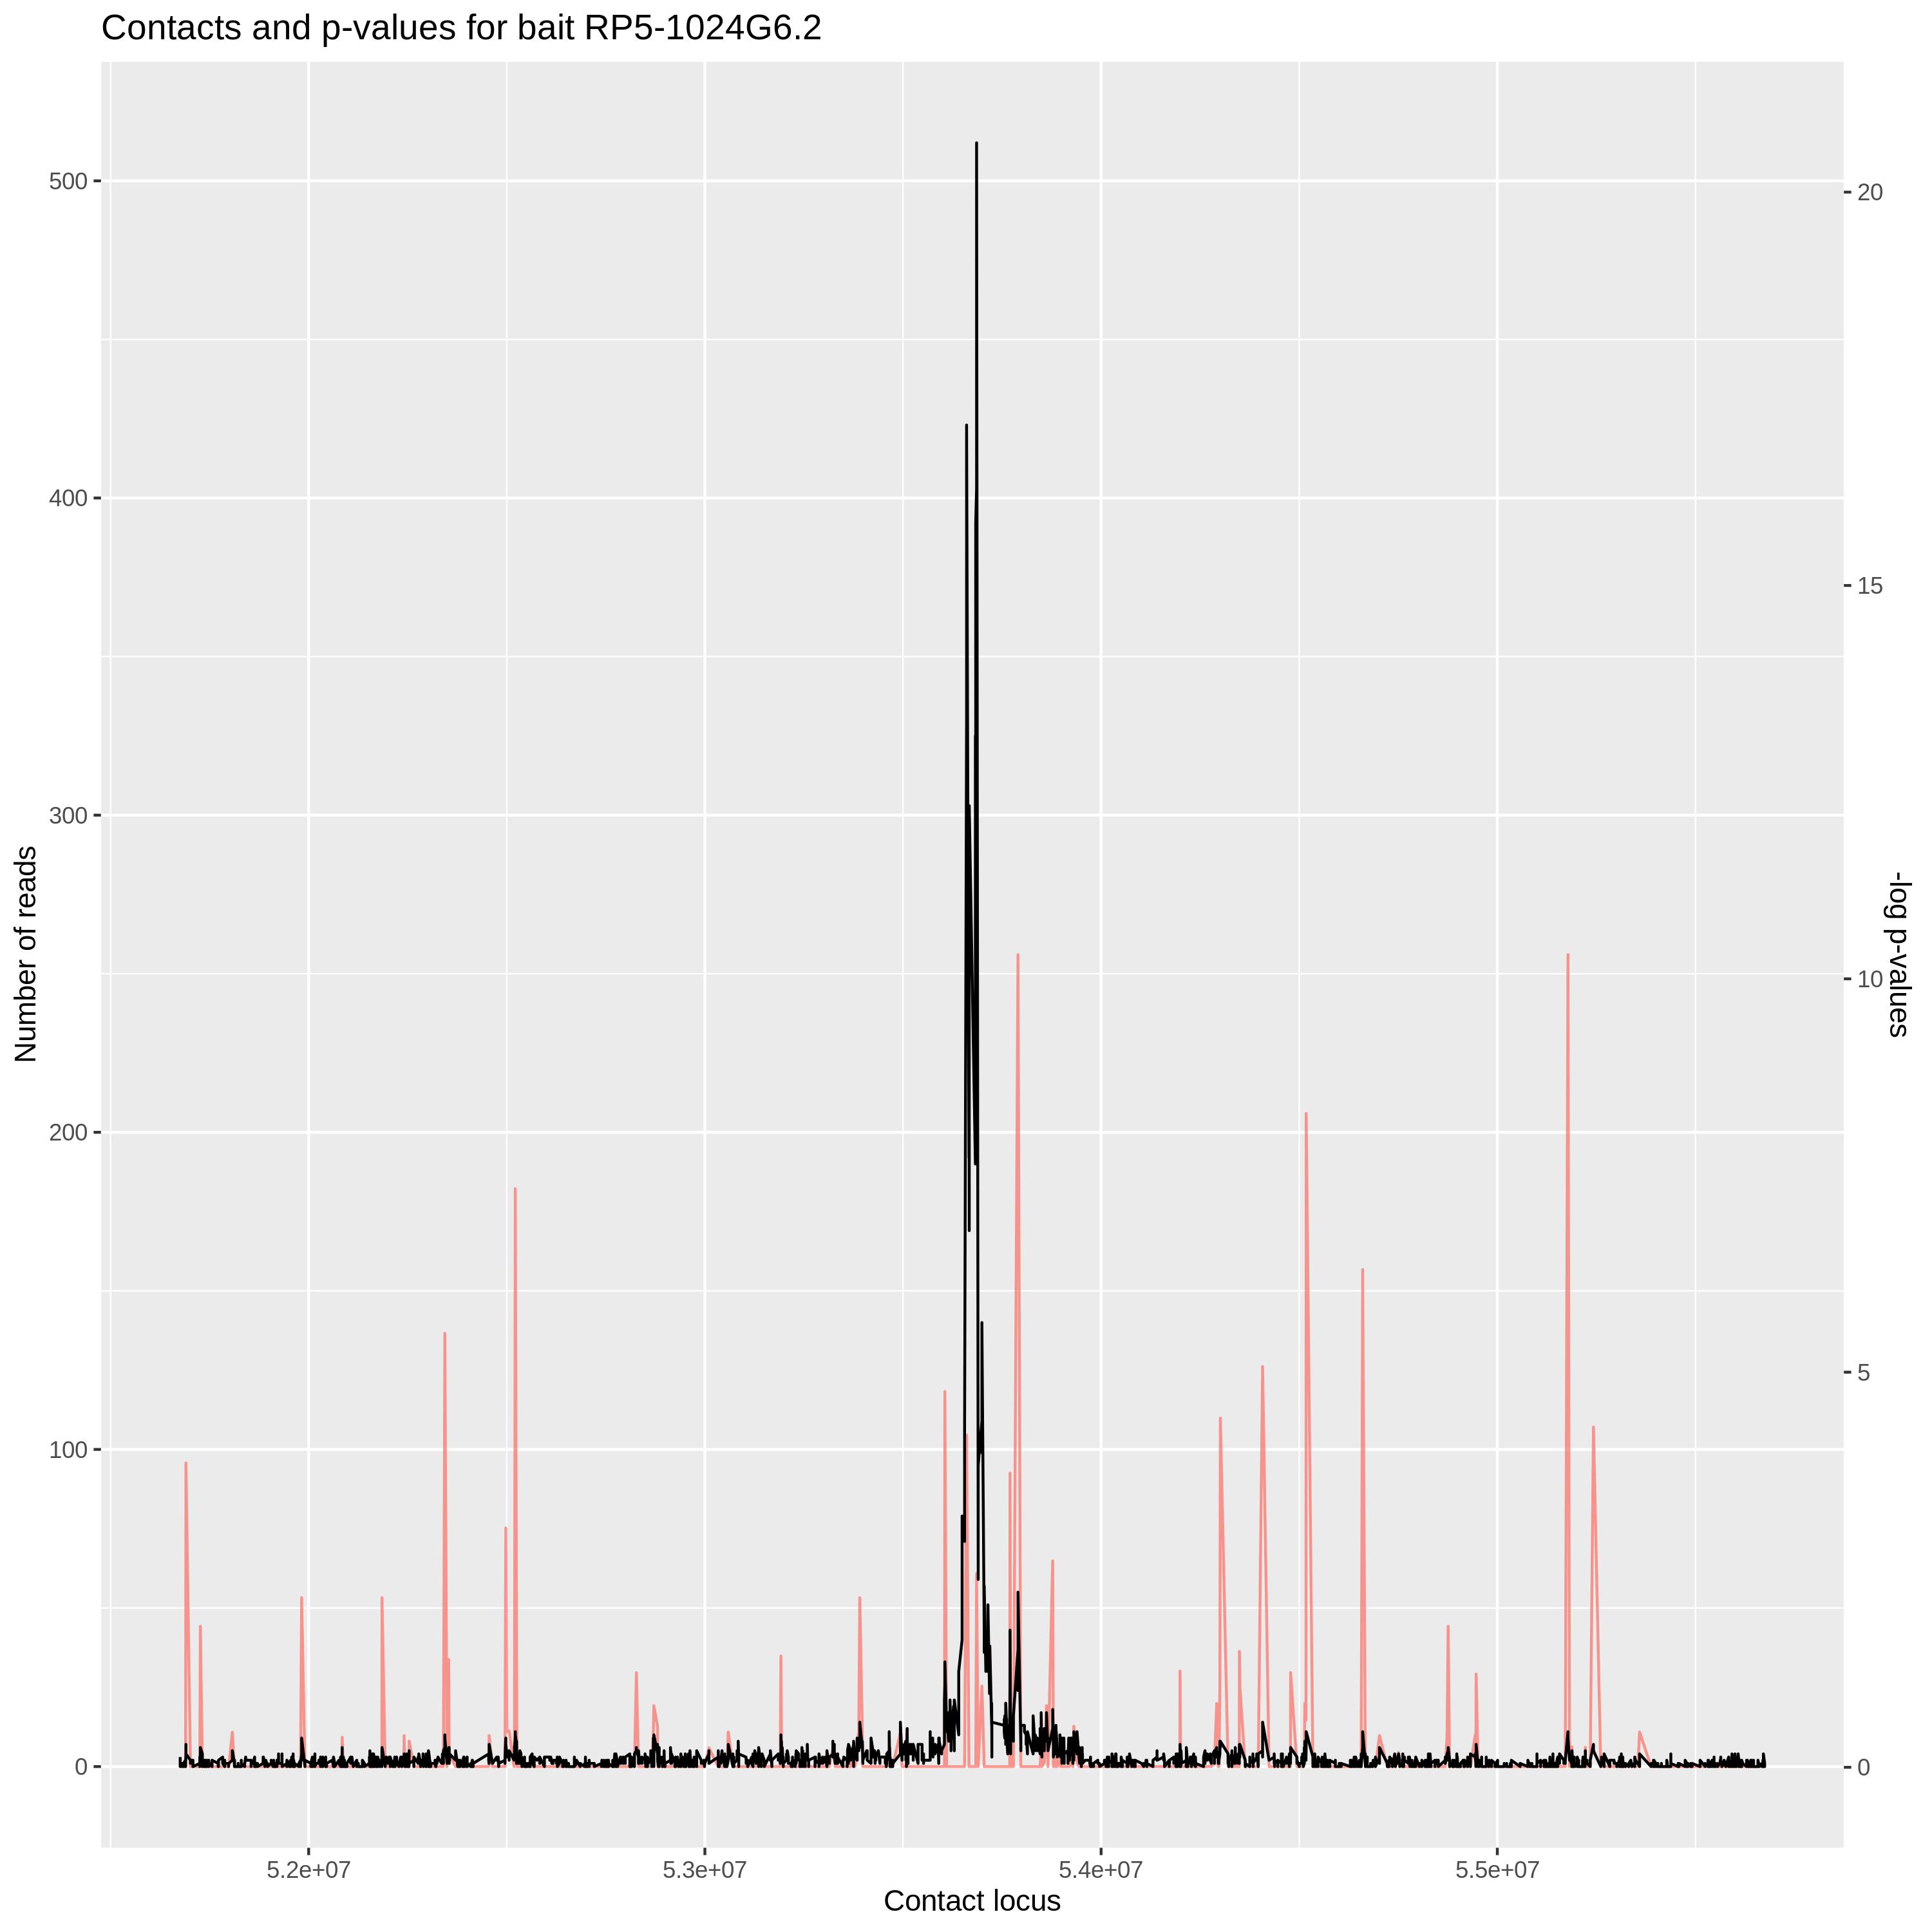 Contacts and p-values for bait RP5-1024G6.2
500
400
300
200
100
0
Number of reads
20
15
10
5
0
-log p-values
5.2e+07
5.3e+07
5.4e+07
5.5e+07
Contact locus